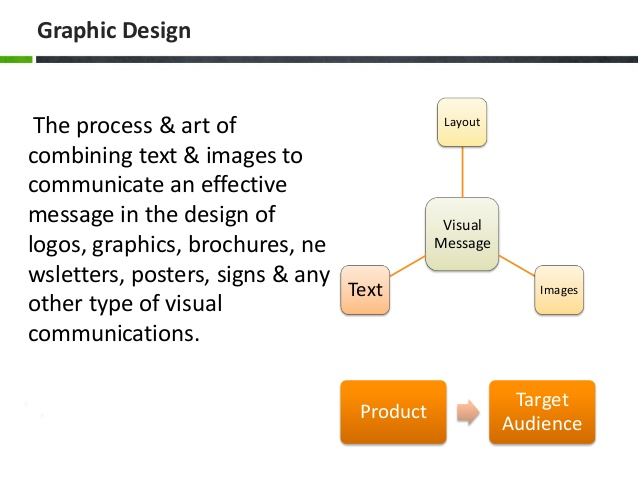 Graphic Design
The process & art of
combining text & images to
communicate an effective
message in the design of
logos, graphics, brochures, ne
wsletters, posters, signs & any
other type of visual
communications.
Layout
Visual
Message
Text
Images
Product
Target
Audience